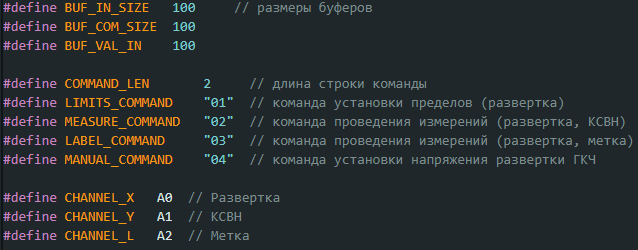 #define BUF_IN_SIZE 100 // размеры буферов
#define BUF_COM_SIZE 100
#define BUF_VAL_IN 100
#define COMMAND_LEN 2 // длина строки команды
#define LIMITS_COMMAND "01" // команда установки пределов (развертка)
#define MEASURE_COMMAND "02" // команда проведения измерений (развертка, КСВН)
#define LABEL_COMMAND "03" // команда проведения измерений (развертка, метка)
#define MANUAL_COMMAND "04" // команда установки напряжения развертки ГКЧ
#define CHANNEL_X A0 // Развертка
#define CHANNEL_Y A1 // КСВН
#define CHANNEL_L A2 // Метка